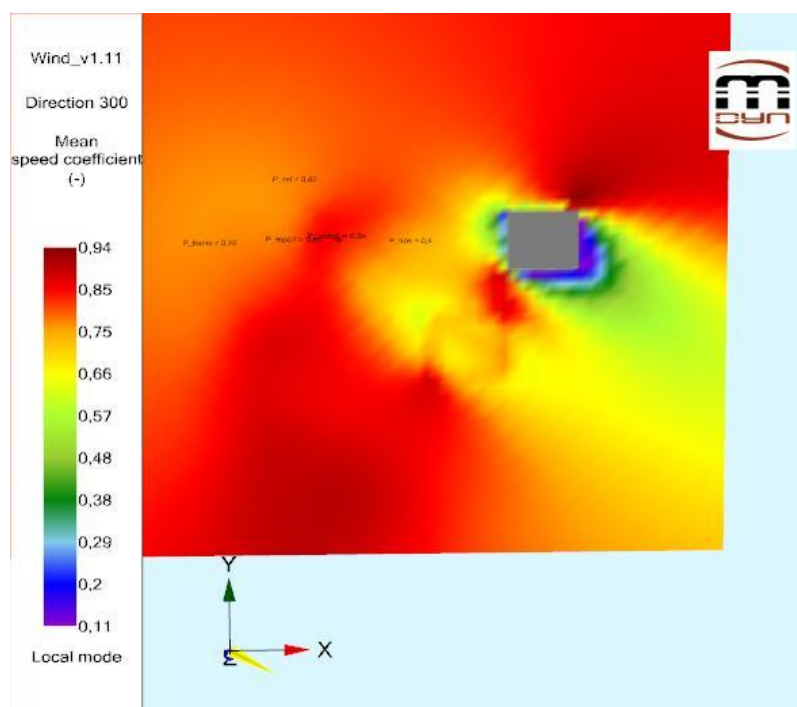 Wind_v1.11
Direction 300
Mean
speed coefficient
(-)
0,94
0,85
0,75
0,66
0,57
0,48
0,38
0,29
0,2
0,11
Local mode
Y
X